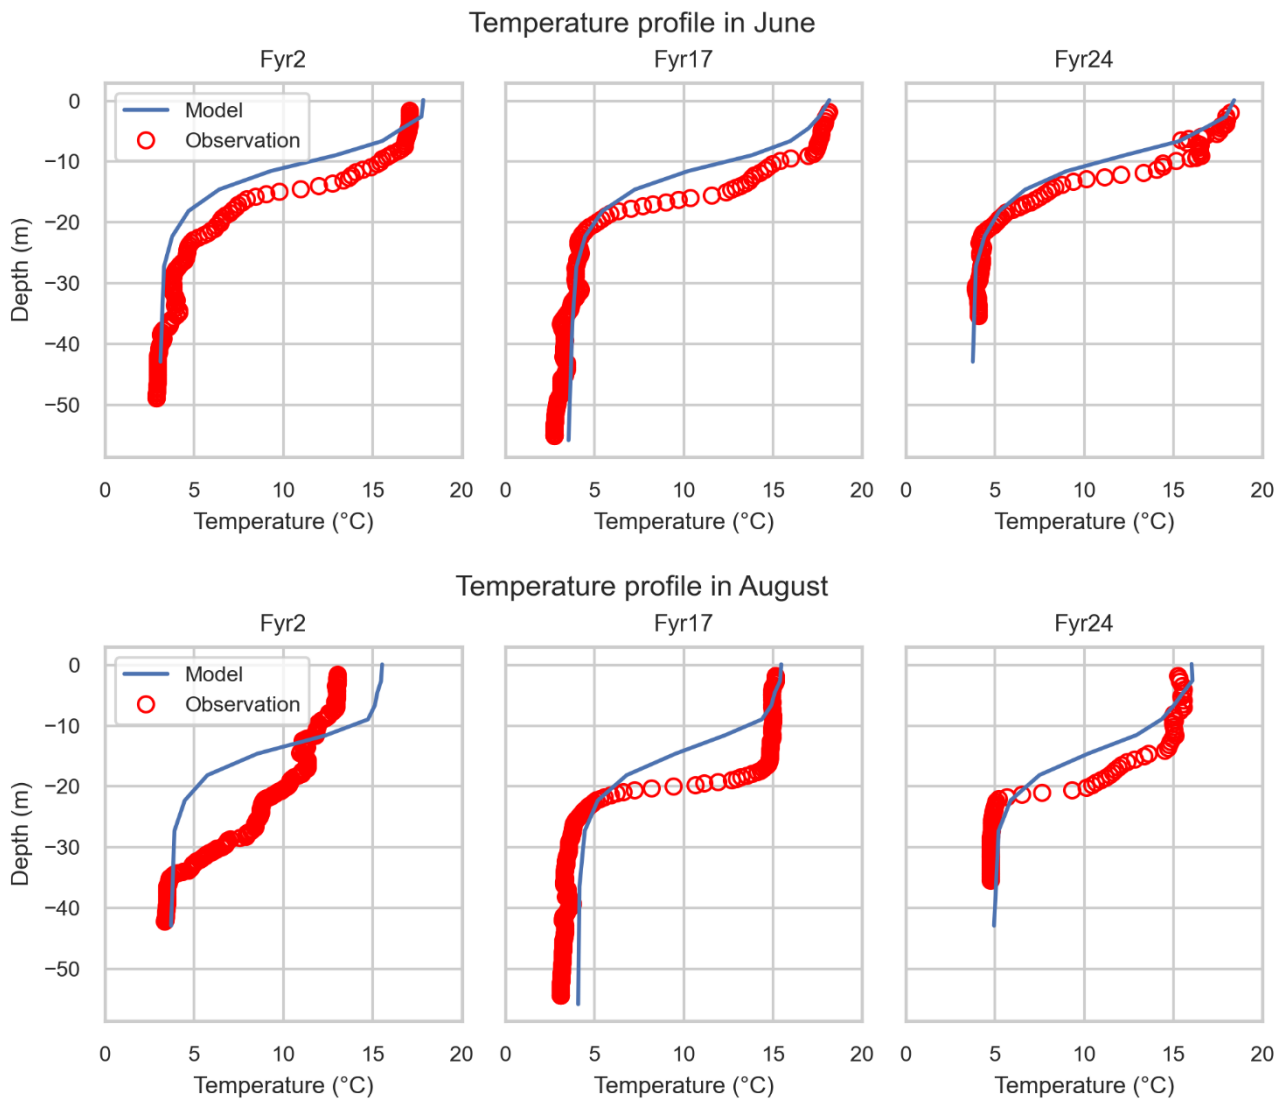 Temperature profile in June
Fyr2 Fyr17 Fyr24
Model
Observation
Depth (m)
0
−10
−20
−30
−40
−50
0 5 10 15 20 0 5 10 15 20 0 5 10 15 20
Temperature (°C) Temperature (°C) Temperature (°C)
Temperature profile in August
Fyr2 Fyr17 Fyr24
Model
Observation
Depth (m)
0
−10
−20
−30
−40
−50
0 5 10 15 20 0 5 10 15 20 0 5 10 15 20
Temperature (°C) Temperature (°C) Temperature (°C)